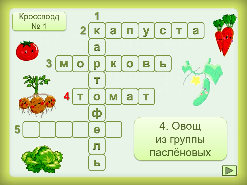 Кроссворд
№ 1
1
2 капуста
а
р
3 морковь
т
4 томат
ф
5
о
е
л
ь
4. Овощ
из группы
паслёновых